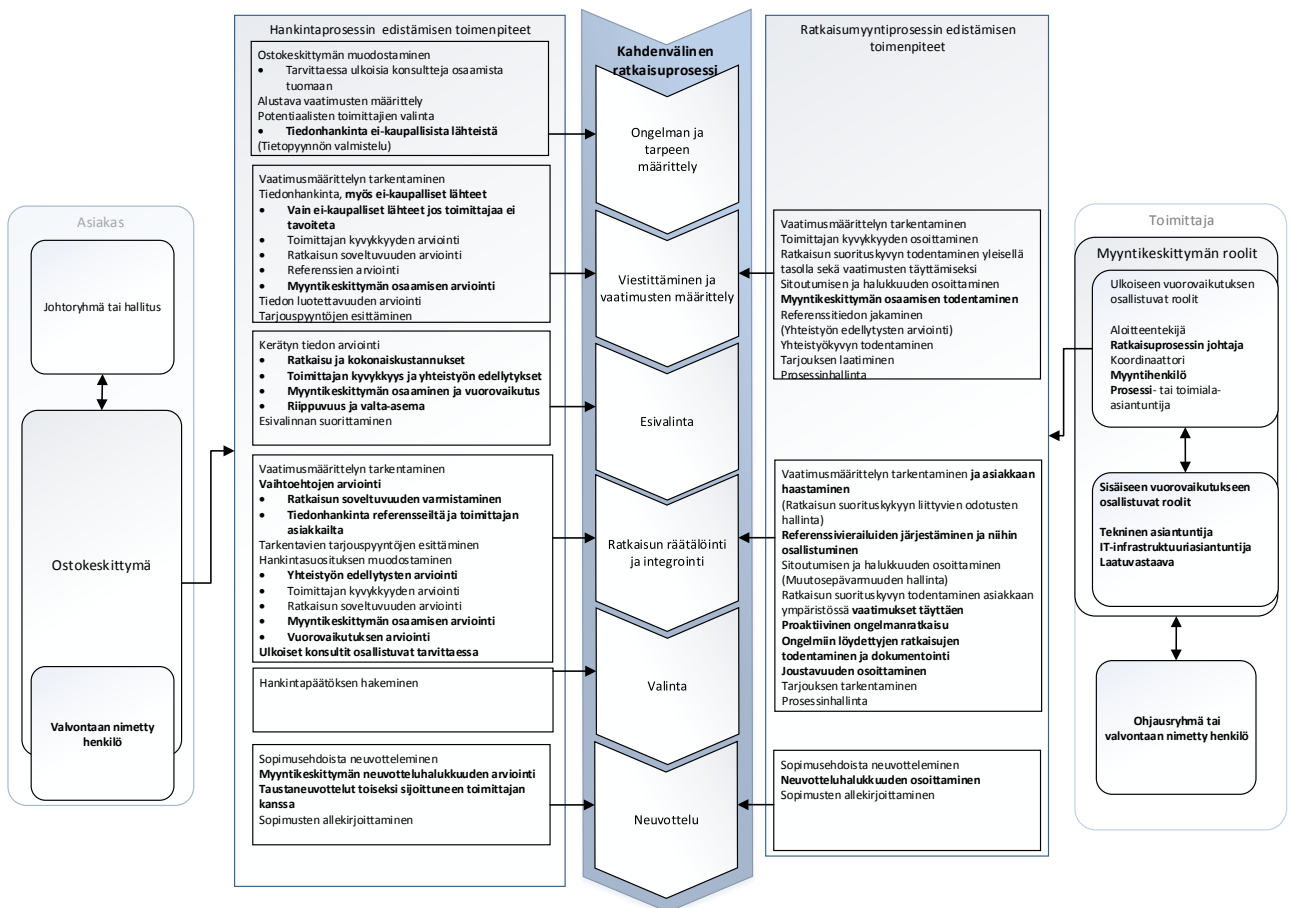 Hankintaprosessin edistämisen toimenpiteet
Ostokeskittymän muodostaminen
• Tarvittaessa ulkoisia konsultteja osaamista
tuomaan
Alustava vaatimusten määrittely
Potentiaalisten toimittajien valinta
• Tiedonhankinta ei-kaupallisista lähteistä
(Tietopyynnön valmistelu)
Vaatimusmäärittelyn tarkentaminen
Tiedonhankinta, myös ei-kaupalliset lähteet
• Vain ei-kaupalliset lähteet jos toimittajaa ei
tavoiteta
• Toimittajan kyvykkyyden arviointi
• Ratkaisun soveltuvuuden arviointi
• Referenssien arviointi
• Myyntikeskittymän osaamisen arviointi
Tiedon luotettavuuden arviointi
Tarjouspyyntöjen esittäminen
Kerätyn tiedon arviointi
• Ratkaisu ja kokonaiskustannukset
• Toimittajan kyvykkyys ja yhteistyön edellytykset
• Myyntikeskittymän osaaminen ja vuorovaikutus
• Riippuvuus ja valta-asema
Esivalinnan suorittaminen
Vaatimusmäärittelyn tarkentaminen
Vaihtoehtojen arviointi
• Ratkaisun soveltuvuuden varmistaminen
• Tiedonhankinta referensseiltä ja toimittajan
asiakkailta
Tarkentavien tarjouspyyntöjen esittäminen
Hankintasuosituksen muodostaminen
• Yhteistyön edellytysten arviointi
• Toimittajan kyvykkyyden arviointi
• Ratkaisun soveltuvuuden arviointi
• Myyntikeskittymän osaamisen arviointi
• Vuorovaikutuksen arviointi
Ulkoiset konsultit osallistuvat tarvittaessa
Hankintapäätöksen hakeminen
Sopimusehdoista neuvotteleminen
Myyntikeskittymän neuvotteluhalukkuuden arviointi
Taustaneuvottelut toiseksi sijoittuneen toimittajan
kanssa
Sopimusten allekirjoittaminen
Asiakas
Johtoryhmä tai hallitus
Ostokeskittymä
Valvontaan nimetty
henkilö
Kahdenvälinen
ratkaisuprosessi
Ongelman ja
tarpeen
määrittely
Viestittäminen ja
vaatimusten määrittely
Esivalinta
Ratkaisun räätälöinti
ja integrointi
Valinta
Neuvottelu
Ratkaisumyyntiprosessin edistämisen
toimenpiteet
Vaatimusmäärittelyn tarkentaminen
Toimittajan kyvykkyyden osoittaminen
Ratkaisun suorituskyvyn todentaminen yleisellä
tasolla sekä vaatimusten täyttämiseksi
Sitoutumisen ja halukkuuden osoittaminen
Myyntikeskittymän osaamisen todentaminen
Referenssitiedon jakaminen
(Yhteistyön edellytysten arviointi)
Yhteistyökyvyn todentaminen
Tarjouksen laatiminen
Prosessinhallinta
Vaatimusmäärittelyn tarkentaminen ja asiakkaan
haastaminen
(Ratkaisun suorituskykyyn liittyvien odotusten
hallinta)
Referenssivierailuiden järjestäminen ja niihin
osallistuminen
Sitoutumisen ja halukkuuden osoittaminen
(Muutosepävarmuuden hallinta)
Ratkaisun suorituskyvyn todentaminen asiakkaan
ympäristössä vaatimukset täyttäen
Proaktiivinen ongelmanratkaisu
Ongelmiin löydettyjen ratkaisujen
todentaminen ja dokumentointi
Joustavuuden osoittaminen
Tarjouksen tarkentaminen
Prosessinhallinta
Sopimusehdoista neuvotteleminen
Neuvotteluhalukkuuden osoittaminen
Sopimusten allekirjoittaminen
Toimittaja
Myyntikeskittymän roolit
Ulkoiseen vuorovaikutuksen
osallistuvat roolit
Aloitteentekijä
Ratkaisuprosessin johtaja
Koordinaattori
Myyntihenkilö
Prosessi- tai toimiala-
asiantuntija
Sisäiseen vuorovaikutukseen
osallistuvat roolit
Tekninen asiantuntija
IT-infrastruktuuriasiantuntija
Laatuvastaava
Ohjausryhmä tai
valvontaan nimetty henkilö